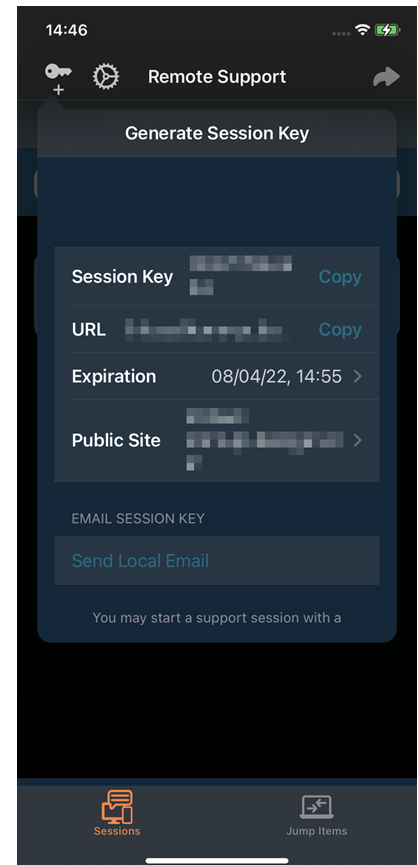 14:46
Remote Support
Generate Session Key
Session Key Copy
URL Copy
Expiration 08/04/22, 14:55
Public Site
EMAIL SESSION KEY
Send Local Email
You may start a support session with a
Sessions Jump Items